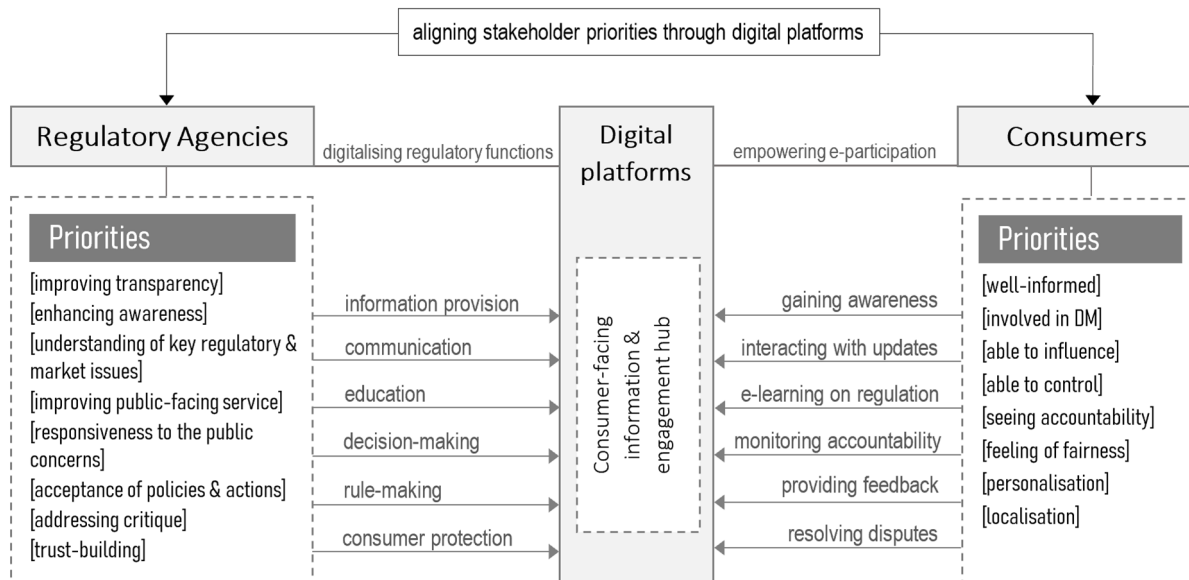 aligning stakeholder priorities through digital platforms
Regulatory Agencies
digitalising regulatory functions
Digital
platforms
empowering e-participation
Consumers
Priorities
[improving transparency]
[enhancing awareness]
[understanding of key regulatory &
market issues]
[improving public-facing service]
[responsiveness to the public
concerns]
[acceptance of policies & actions]
[addressing critique]
[trust-building]
information provision
communication
education
decision-making
rule-making
consumer protection
Consumer-facing
information &
engagement hub
gaining awareness
interacting with updates
e-learning on regulation
monitoring accountability
providing feedback
resolving disputes
Priorities
[well-informed]
[involved in DM]
[able to influence]
[able to control]
[seeing accountability]
[feeling of fairness]
[personalisation]
[localisation]